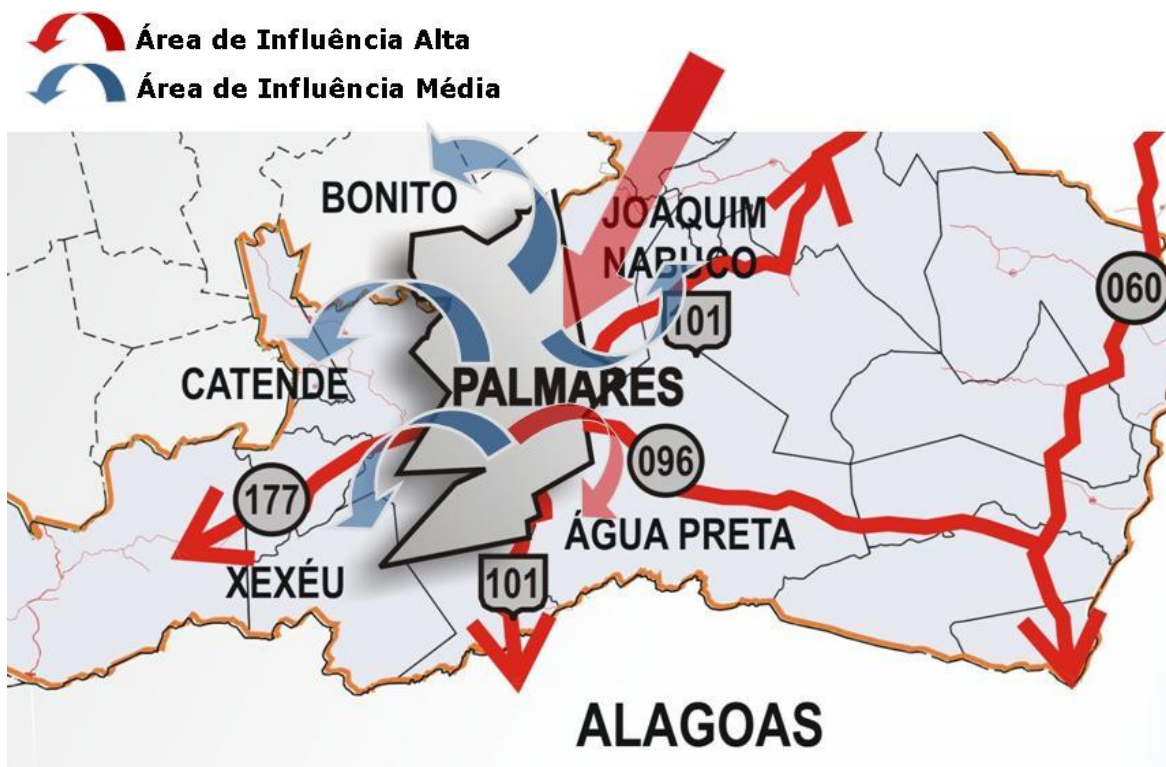 Área de Influência Alta
Área de Influência Média
BONITO
JOAQUIM
NABUCO
060
101
CATENDE
PALMARES
096
177
ÁGUA PRETA
XEXÉU
101
ALAGOAS